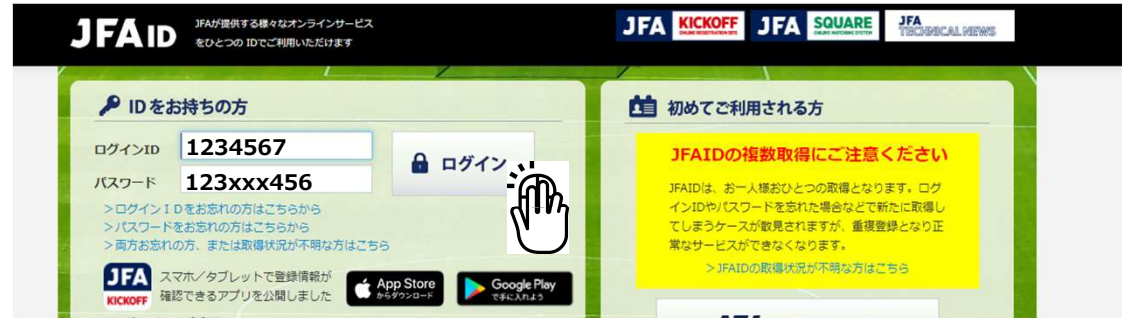 JFA ID
JFAが提供する様々なオンラインサービス
をひとつの IDでご利用いただけます
JFA KICKOFF
ONLINE REGISTRATION SITE
JFA SQUARE
ONLINE MATCHING SYSTEM
JFA
TECHNICAL NEWS
IDをお持ちの方
ログインID 1234567
パスワード 123xxx456
ログイン
>ログインIDをお忘れの方はこちらから
>パスワードをお忘れの方はこちらから
>両方お忘れの方、または取得状況が不明な方はこちら
JFA
KICKOFF
スマホ/タブレットで登録情報が
確認できるアプリを公開しました
App Store
からダウンロード
Google Play
で手に入れよう
初めてご利用される方
JFAIDの複数取得にご注意ください
JFAIDは、お一人様おひとつの取得となります。ログ
インIDやパスワードを忘れた場合などで新たに取得し
てしまうケースが散見されますが、重複登録となり正
常なサービスができなくなります。
>JFAIDの取得状況が不明な方はこちら